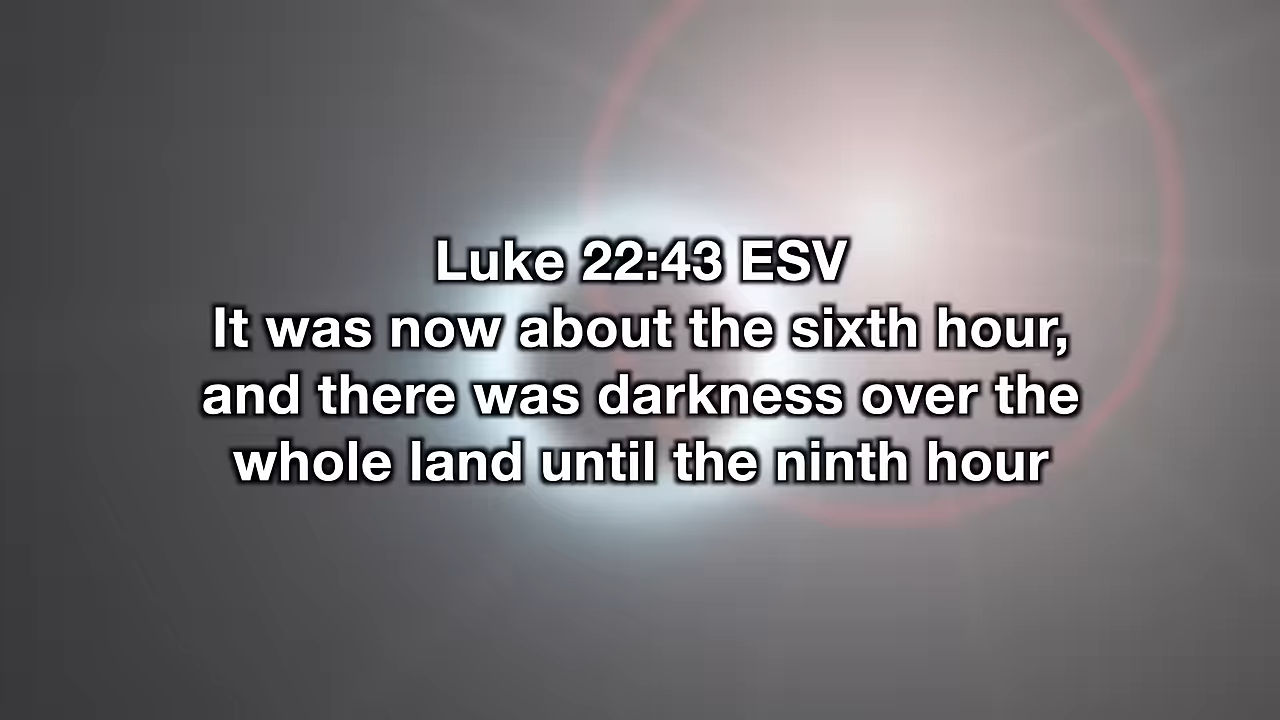 Luke 22:43 ESV
It was now about the sixth hour,
and there was darkness over the
whole land until the ninth hour